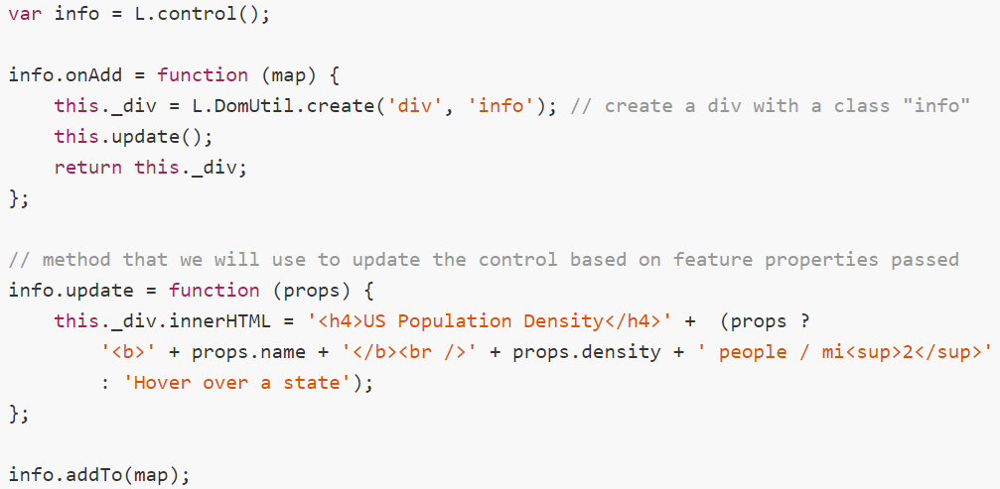 var info = L.control();

info.onAdd = function (map) {
    this._div = L.DomUtil.create('div', 'info'); // create a div with a class "info"
    this.update();
    return this._div;
};

// method that we will use to update the control based on feature properties passed
info.update = function (props) {
    this._div.innerHTML = '<h4>US Population Density</h4>' +  (props ?
        '<b>' + props.name + '</b><br />' + props.density + ' people / mi<sup>2</sup>'
        : 'Hover over a state');
};

info.addTo(map);